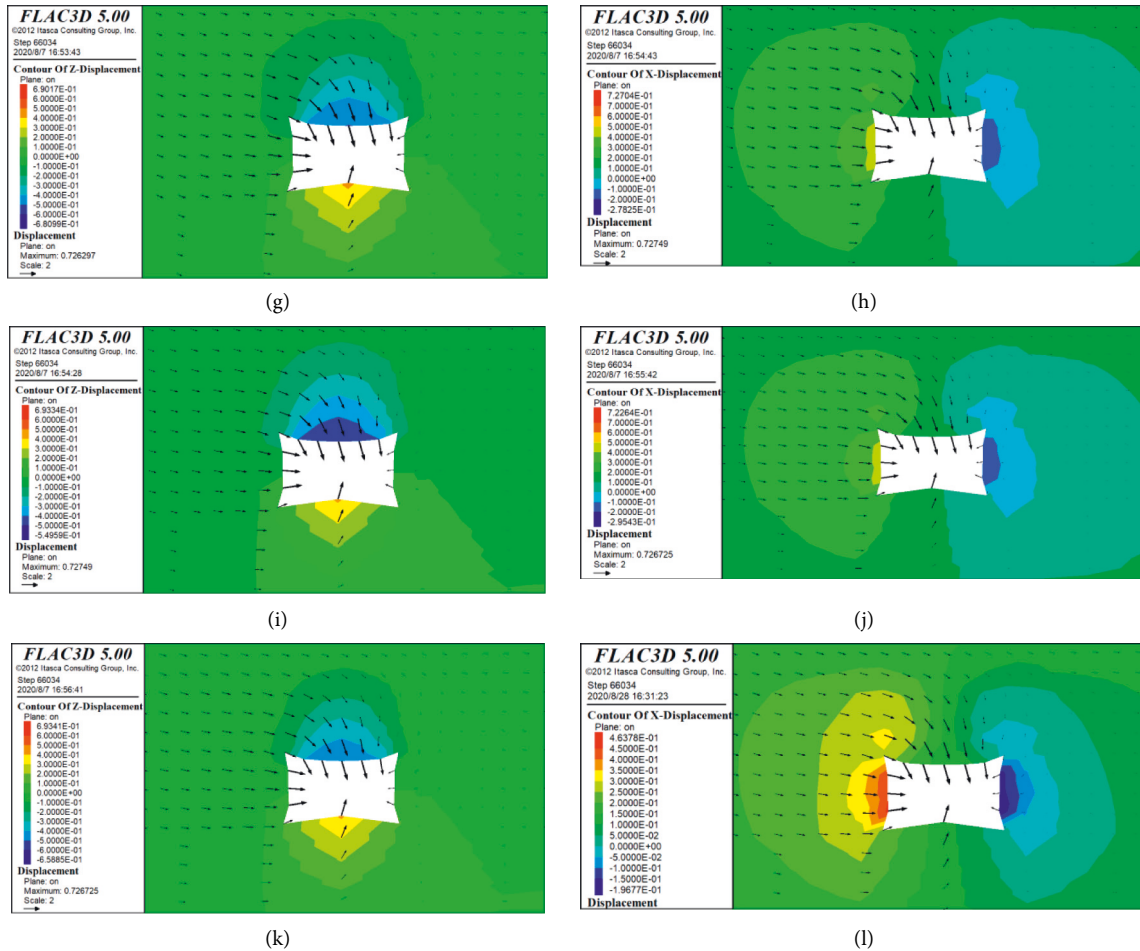 FLAC3D 5.00
©2012 Itasca Consulting Group, Inc.
Step 66034
2020/8/7 16:53:43
Contour Of Z-Displacement
Plane: on
6.9017E-01
6.0000E-01
5.0000E-01
4.0000E-01
3.0000E-01
2.0000E-01
1.0000E-01
0.0000E+00
-1.0000E-01
-2.0000E-01
-3.0000E-01
-4.0000E-01
-5.0000E-01
-6.0000E-01
-6.8099E-01
Displacement
Plane: on
Maximum: 0.726297
Scale: 2
(g)
FLAC3D 5.00
©2012 Itasca Consulting Group, Inc.
Step 66034
2020/8/7 16:54:43
Contour Of X-Displacement
Plane: on
7.2704E-01
7.0000E-01
6.0000E-01
5.0000E-01
4.0000E-01
3.0000E-01
2.0000E-01
1.0000E-01
0.0000E+00
-1.0000E-01
-2.0000E-01
-2.7825E-01
Displacement
Plane: on
Maximum: 0.72749
Scale: 2
(h)
FLAC3D 5.00
©2012 Itasca Consulting Group, Inc.
Step 66034
2020/8/7 16:54:28
Contour Of Z-Displacement
Plane: on
6.9334E-01
6.0000E-01
5.0000E-01
4.0000E-01
3.0000E-01
2.0000E-01
1.0000E-01
0.0000E+00
-1.0000E-01
-2.0000E-01
-3.0000E-01
-4.0000E-01
-5.0000E-01
-5.4959E-01
Displacement
Plane: on
Maximum: 0.72749
Scale: 2
(i)
FLAC3D 5.00
©2012 Itasca Consulting Group, Inc.
Step 66034
2020/8/7 16:55:42
Contour Of X-Displacement
Plane: on
7.2264E-01
7.0000E-01
6.0000E-01
5.0000E-01
4.0000E-01
3.0000E-01
2.0000E-01
1.0000E-01
0.0000E+00
-1.0000E-01
-2.0000E-01
-2.9543E-01
Displacement
Plane: on
Maximum: 0.726725
Scale: 2
(j)
FLAC3D 5.00
©2012 Itasca Consulting Group, Inc.
Step 66034
2020/8/7 16:56:41
Contour Of Z-Displacement
Plane: on
6.9341E-01
6.0000E-01
5.0000E-01
4.0000E-01
3.0000E-01
2.0000E-01
1.0000E-01
0.0000E+00
-1.0000E-01
-2.0000E-01
-3.0000E-01
-4.0000E-01
-5.0000E-01
-6.0000E-01
-6.5885E-01
Displacement
Plane: on
Maximum: 0.726725
Scale: 2
(k)
FLAC3D 5.00
©2012 Itasca Consulting Group, Inc.
Step 66034
2020/8/28 16:31:23
Contour Of X-Displacement
Plane: on
4.6378E-01
4.5000E-01
4.0000E-01
3.5000E-01
3.0000E-01
2.5000E-01
2.0000E-01
1.5000E-01
1.0000E-01
5.0000E-02
0.0000E+00
-5.0000E-02
-1.0000E-01
-1.5000E-01
-1.9677E-01
Displacement
(l)